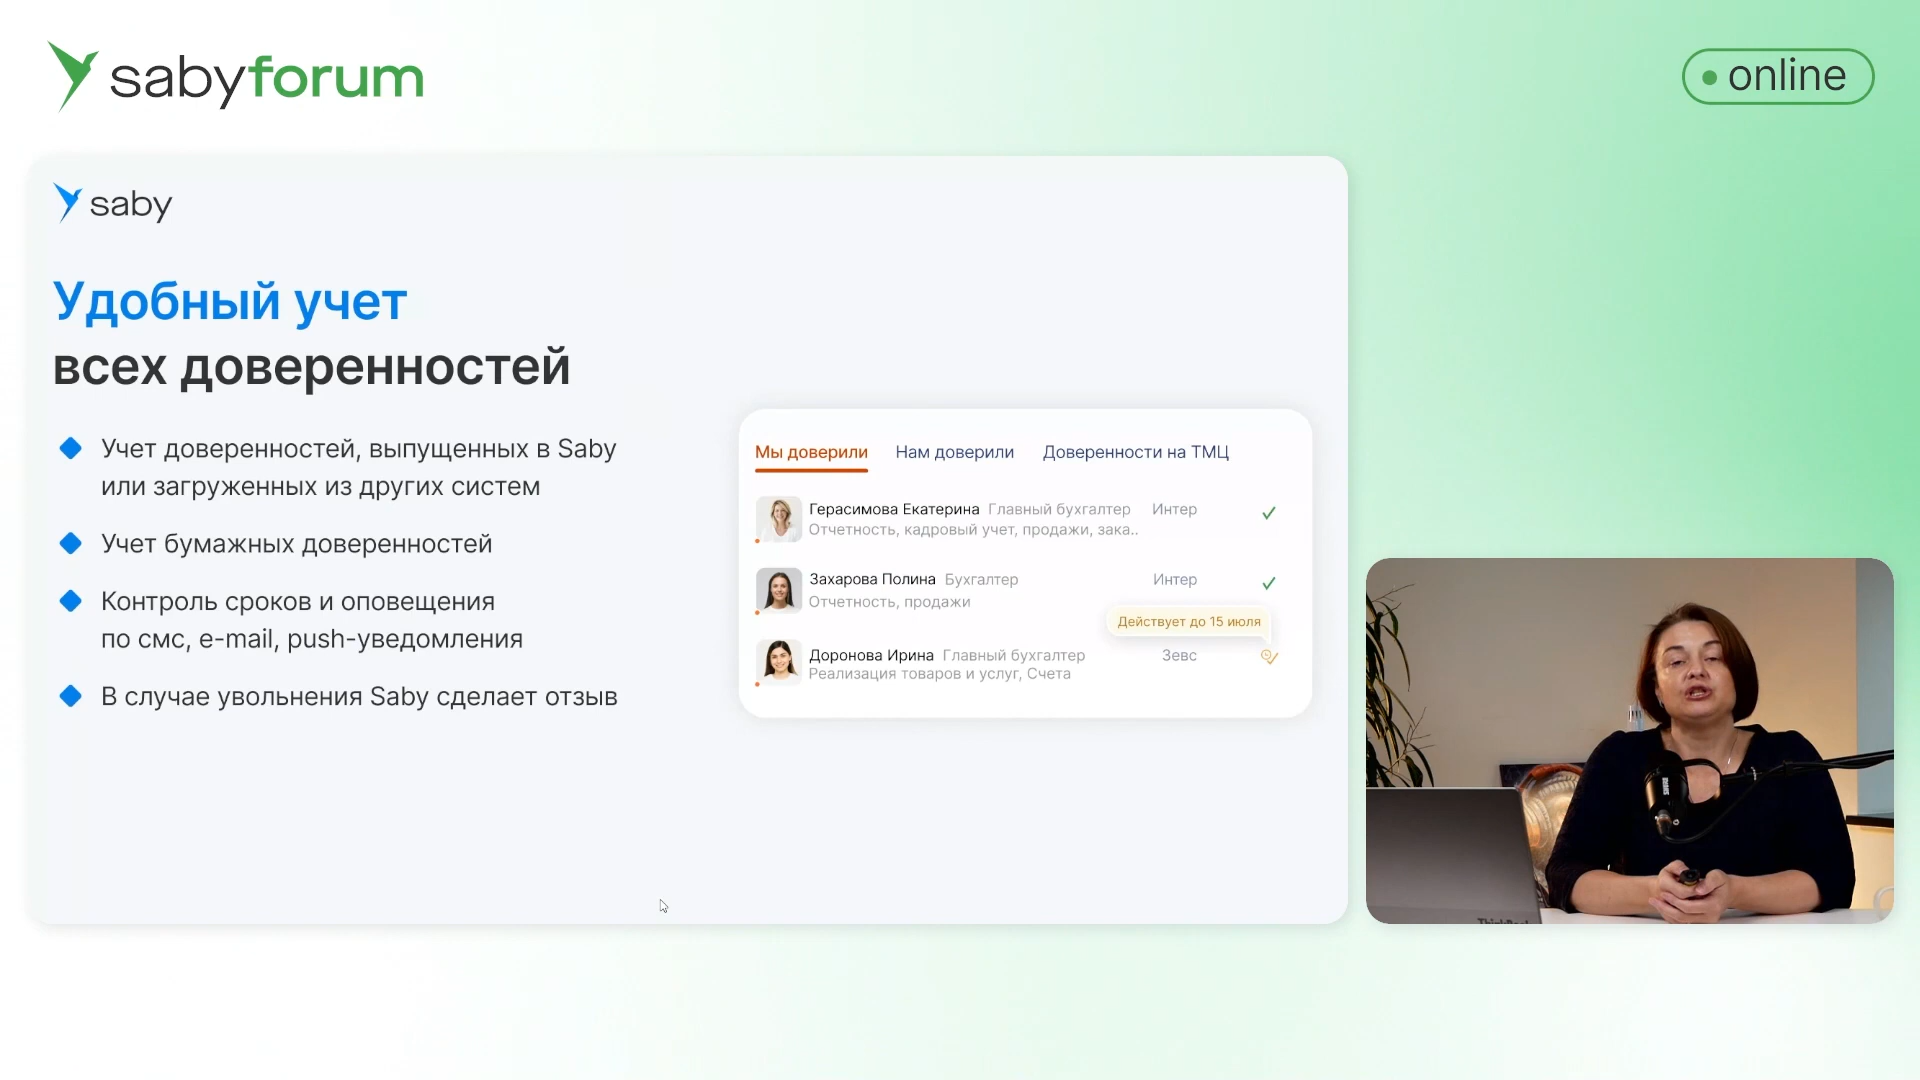 sabyforum
online
saby
Удобный учет
всех доверенностей
Учет доверенностей, выпущенных в Saby
или загруженных из других систем
Учет бумажных доверенностей
Контроль сроков и оповещения
по смс, e-mail, push-уведомления
В случае увольнения Saby сделает отзыв
Мы доверили Нам доверили Доверенности на ТМЦ
Герасимова Екатерина Главный бухгалтер Интер
Отчетность, кадровый учет, продажи, зака..
Захарова Полина Бухгалтер Интер
Отчетность, продажи
Действует до 15 июля
Доронова Ирина Главный бухгалтер Зевс
Реализация товаров и услуг, Счета